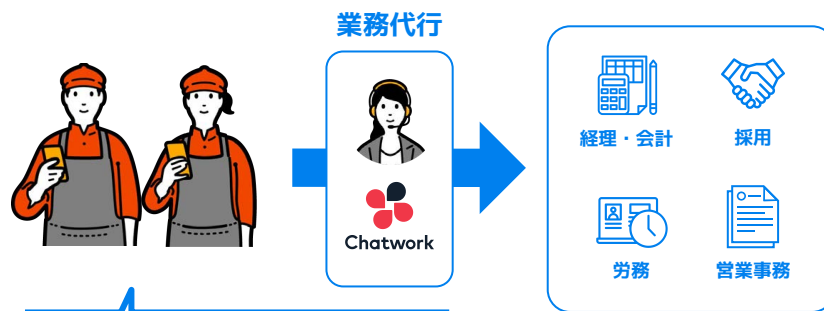 業務代行
Chatwork
経理・会計
採用
労務
営業事務